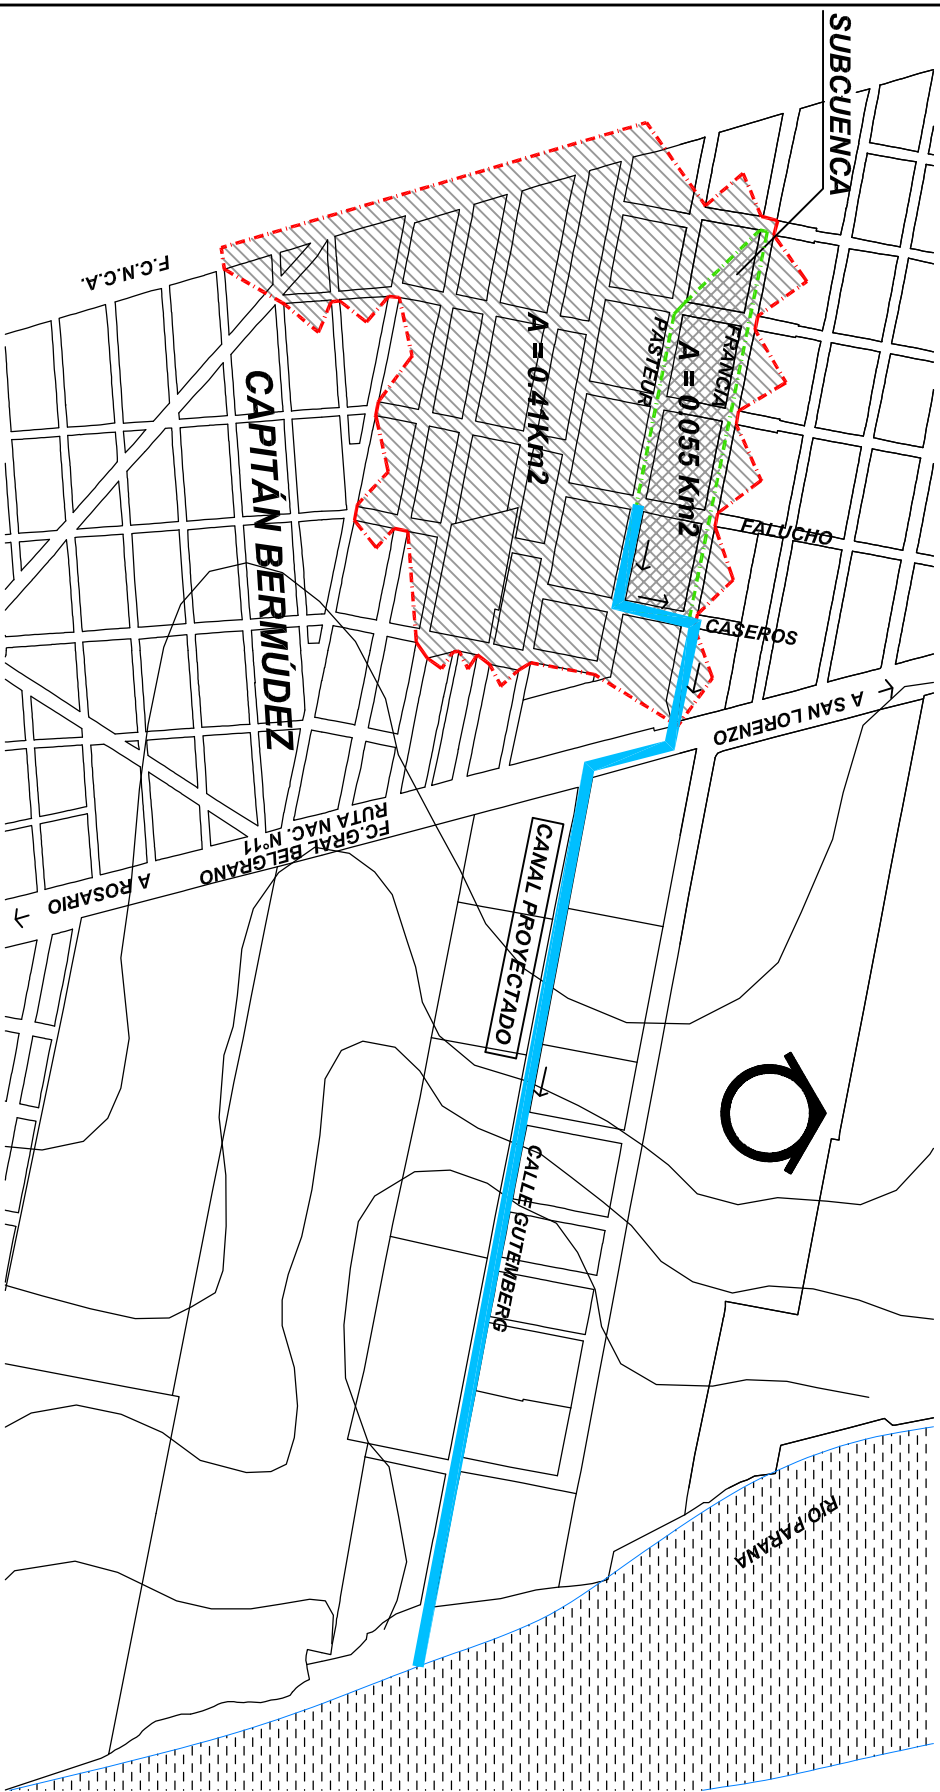 SUBCUENCA
F.C.N.C.A.
A = 0.41Km2
PASTEUR
FRANCIA
A = 0.055 Km2
CAPITÁN BERMÚDEZ
FALUCHO
CASEROS
A SAN LORENZO
RUTA NAC. Nº11
FC.GRAL BELGRANO
A ROSARIO
CANAL PROYECTADO
CALLE GUTEMBERG
RIO PARANA